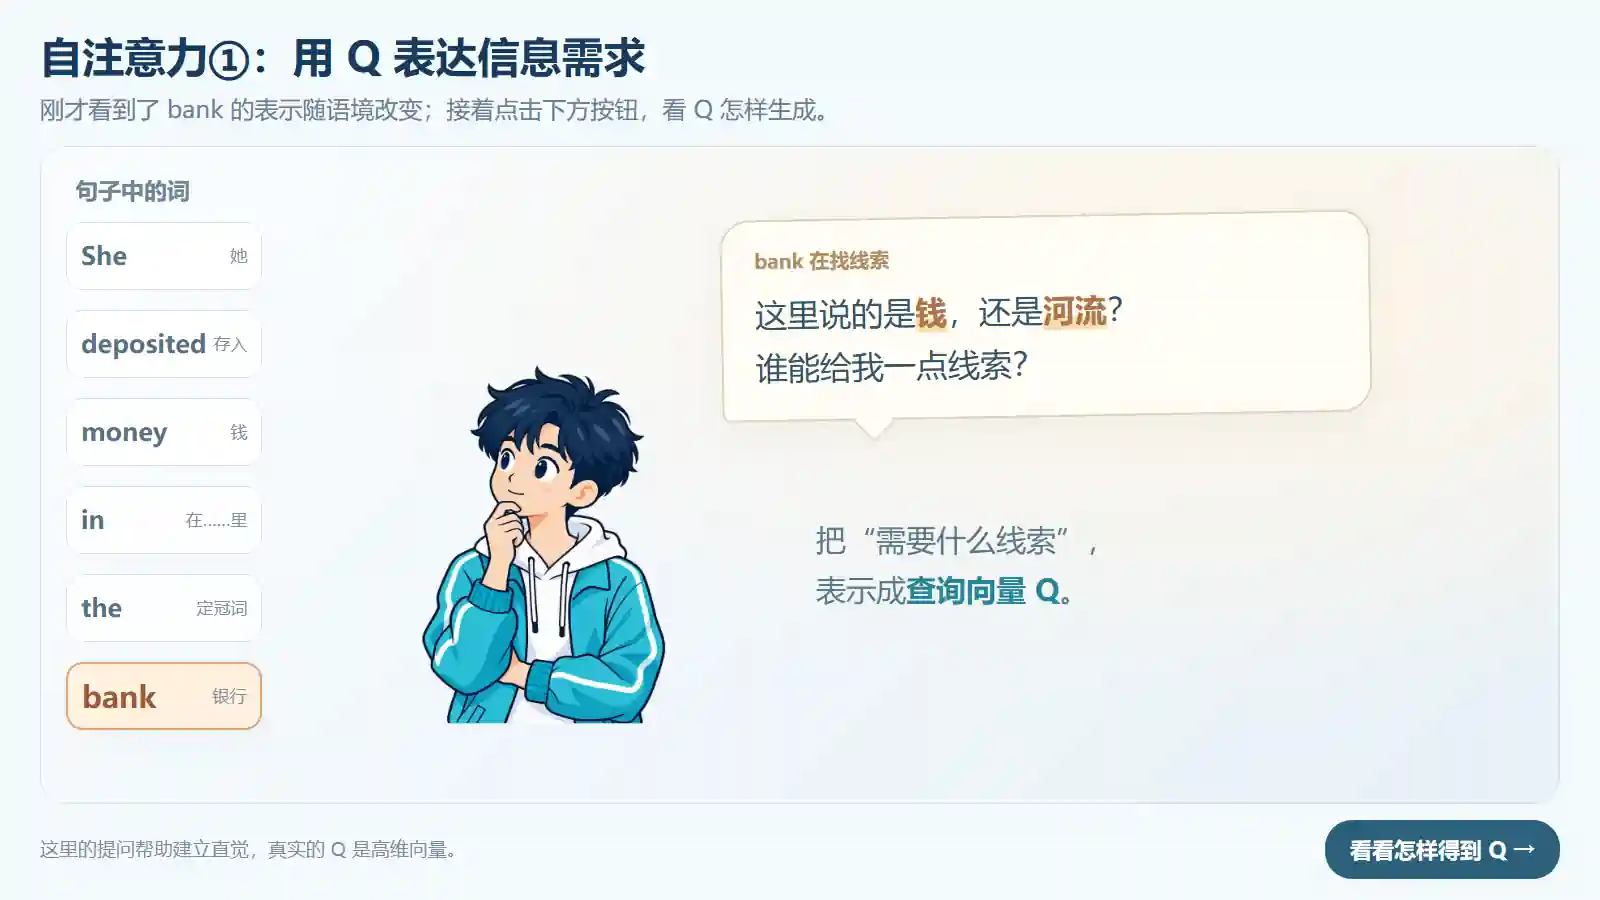 自注意力①：用 Q 表达信息需求
刚才看到了 bank 的表示随语境改变；接着点击下方按钮，看 Q 怎样生成。
句子中的词
She 她
deposited 存入
money 钱
in 在……里
the 定冠词
bank 银行
bank 在找线索
这里说的是钱，还是河流？
谁能给我一点线索？
把“需要什么线索”，
表示成查询向量 Q。
这里的提问帮助建立直觉，真实的 Q 是高维向量。
看看怎样得到 Q →